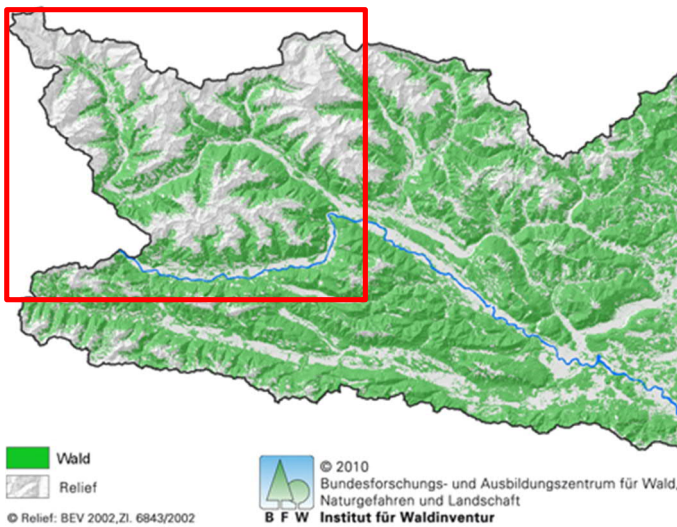 Wald
Relief
© Relief: BEV 2002,Zl. 6843/2002
B F W
© 2010
Bundesforschungs- und Ausbildungszentrum für Wald,
Naturgefahren und Landschaft
Institut für Waldinventur